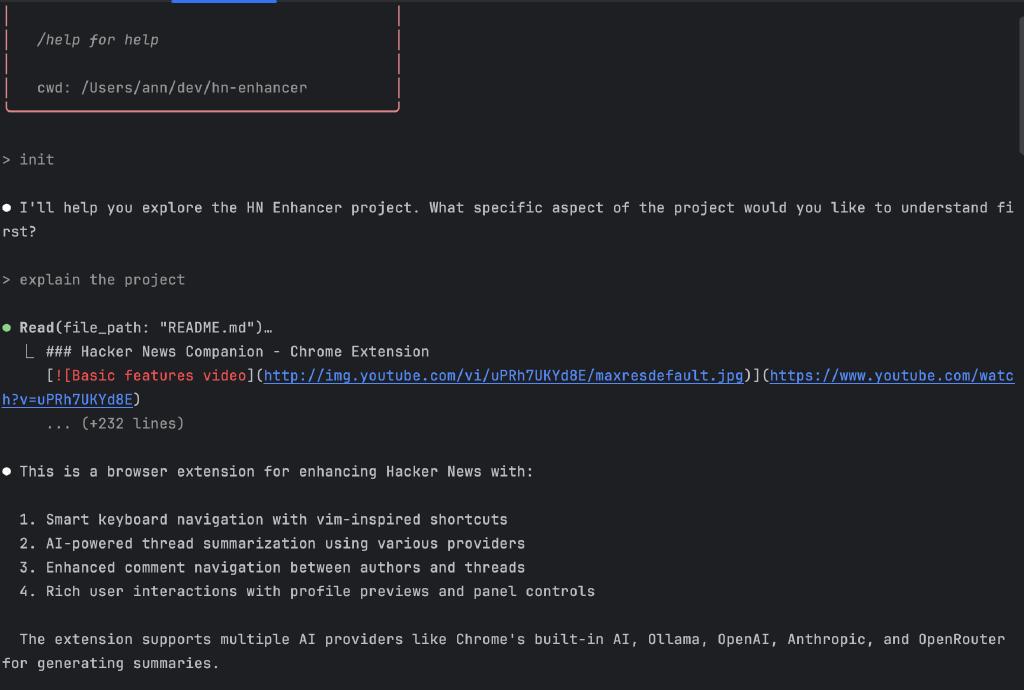 /help for help
cwd: /Users/ann/dev/hn-enhancer
> init
● I'll help you explore the HN Enhancer project. What specific aspect of the project would you like to understand fi
rst?
> explain the project
● Read(file_path: "README.md")…
⎿ ### Hacker News Companion - Chrome Extension
[![Basic features video](http://img.youtube.com/vi/uPRh7UKYd8E/maxresdefault.jpg)](https://www.youtube.com/watc
h?v=uPRh7UKYd8E)
... (+232 lines)
● This is a browser extension for enhancing Hacker News with:
1. Smart keyboard navigation with vim-inspired shortcuts
2. AI-powered thread summarization using various providers
3. Enhanced comment navigation between authors and threads
4. Rich user interactions with profile previews and panel controls
The extension supports multiple AI providers like Chrome's built-in AI, Ollama, OpenAI, Anthropic, and OpenRouter
for generating summaries.